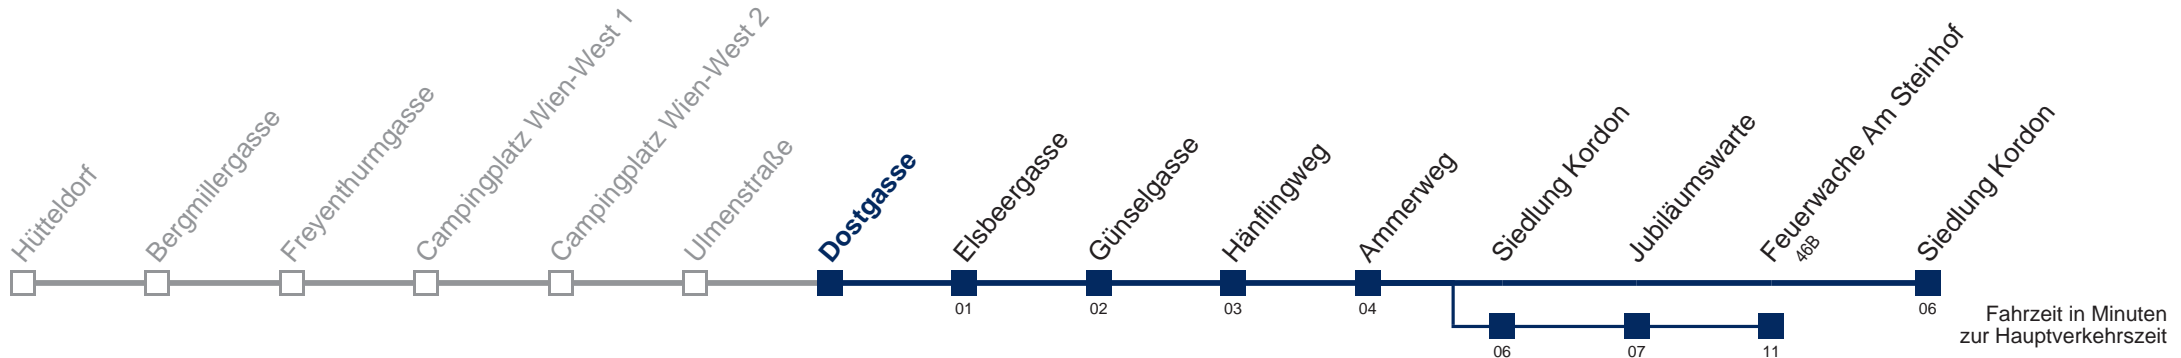 Hütteldorf
Bergmillergasse
Freyenthurmgasse
Campingplatz Wien-West 1
Campingplatz Wien-West 2
Ulmenstraße
Dostgasse
Elsbeergasse
Günselgasse
Hänflingweg
Ammerweg
Siedlung Kordon
Jubiläumswarte
Feuerwache Am Steinhof
46B
Siedlung Kordon
01
02
03
04
06
06
07
11
Fahrzeit in Minuten
zur Hauptverkehrszeit